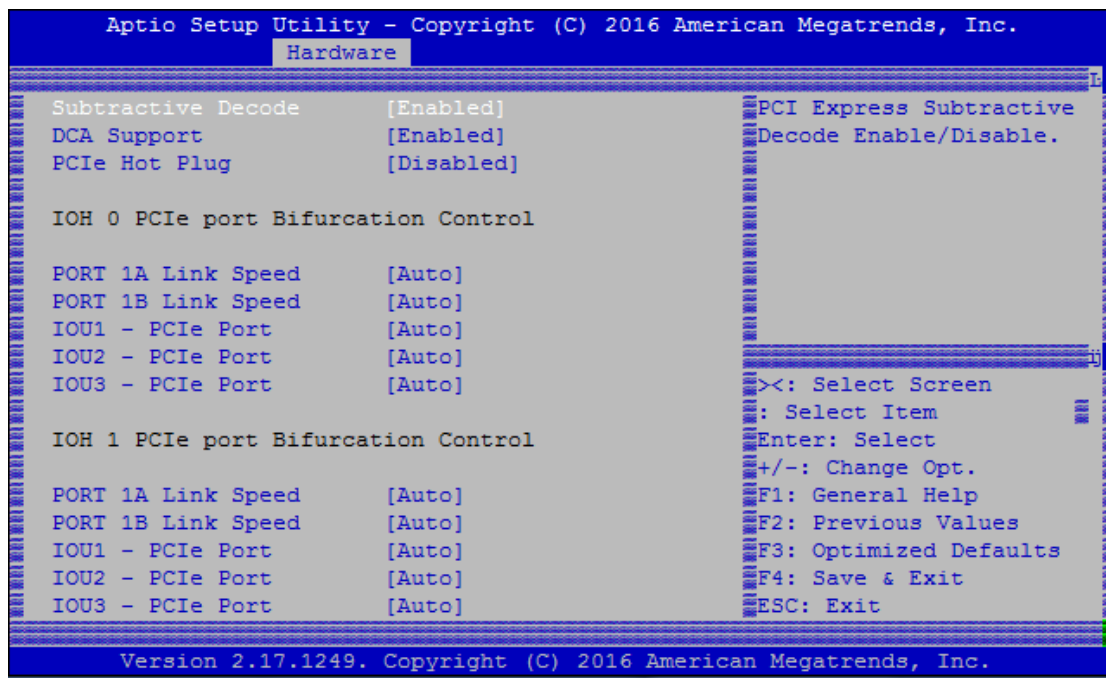 Aptio Setup Utility – Copyright (C) 2016 American Megatrends, Inc.
Hardware
Subtractive Decode [Enabled]
DCA Support [Enabled]
PCIe Hot Plug [Disabled]
IOH 0 PCIe port Bifurcation Control
PORT 1A Link Speed [Auto]
PORT 1B Link Speed [Auto]
IOU1 - PCIe Port [Auto]
IOU2 - PCIe Port [Auto]
IOU3 - PCIe Port [Auto]
IOH 1 PCIe port Bifurcation Control
PORT 1A Link Speed [Auto]
PORT 1B Link Speed [Auto]
IOU1 - PCIe Port [Auto]
IOU2 - PCIe Port [Auto]
IOU3 - PCIe Port [Auto]
PCI Express Subtractive
Decode Enable/Disable.
><: Select Screen
: Select Item
Enter: Select
+/-: Change Opt.
F1: General Help
F2: Previous Values
F3: Optimized Defaults
F4: Save & Exit
ESC: Exit
Version 2.17.1249. Copyright (C) 2016 American Megatrends, Inc.